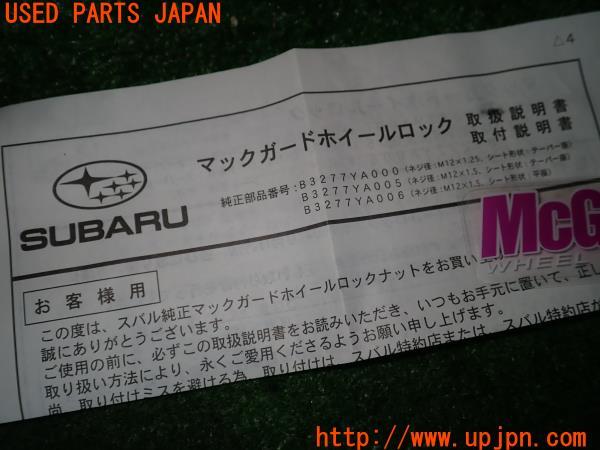 USED PARTS JAPAN
△4
マックガードホイールロック 取扱説明書
取付説明書
純正部品番号：B3277YA000（ネジ径：M12×1.25、シート形状：テーパー座）
B3277YA005（ネジ径：M12×1.5、シート形状：テーパー座）
B3277YA006（ネジ径：M12×1.5、シート形状：平座）
SUBARU
McG
WHEEL
お客様用
この度は、スバル純正マックガードホイールロックナットをお買い
誠にありがとうございます。
ご使用の前に、必ずこの取扱説明書をお読みいただき、いつもお手元に置いて、正し
取り扱い方法により、永くご愛用くださるようお願い申し上げます。
尚、取り付けミスを避ける為、取り付けは、スバル特約店または、スバル特約店が
http://www.upjpn.com/